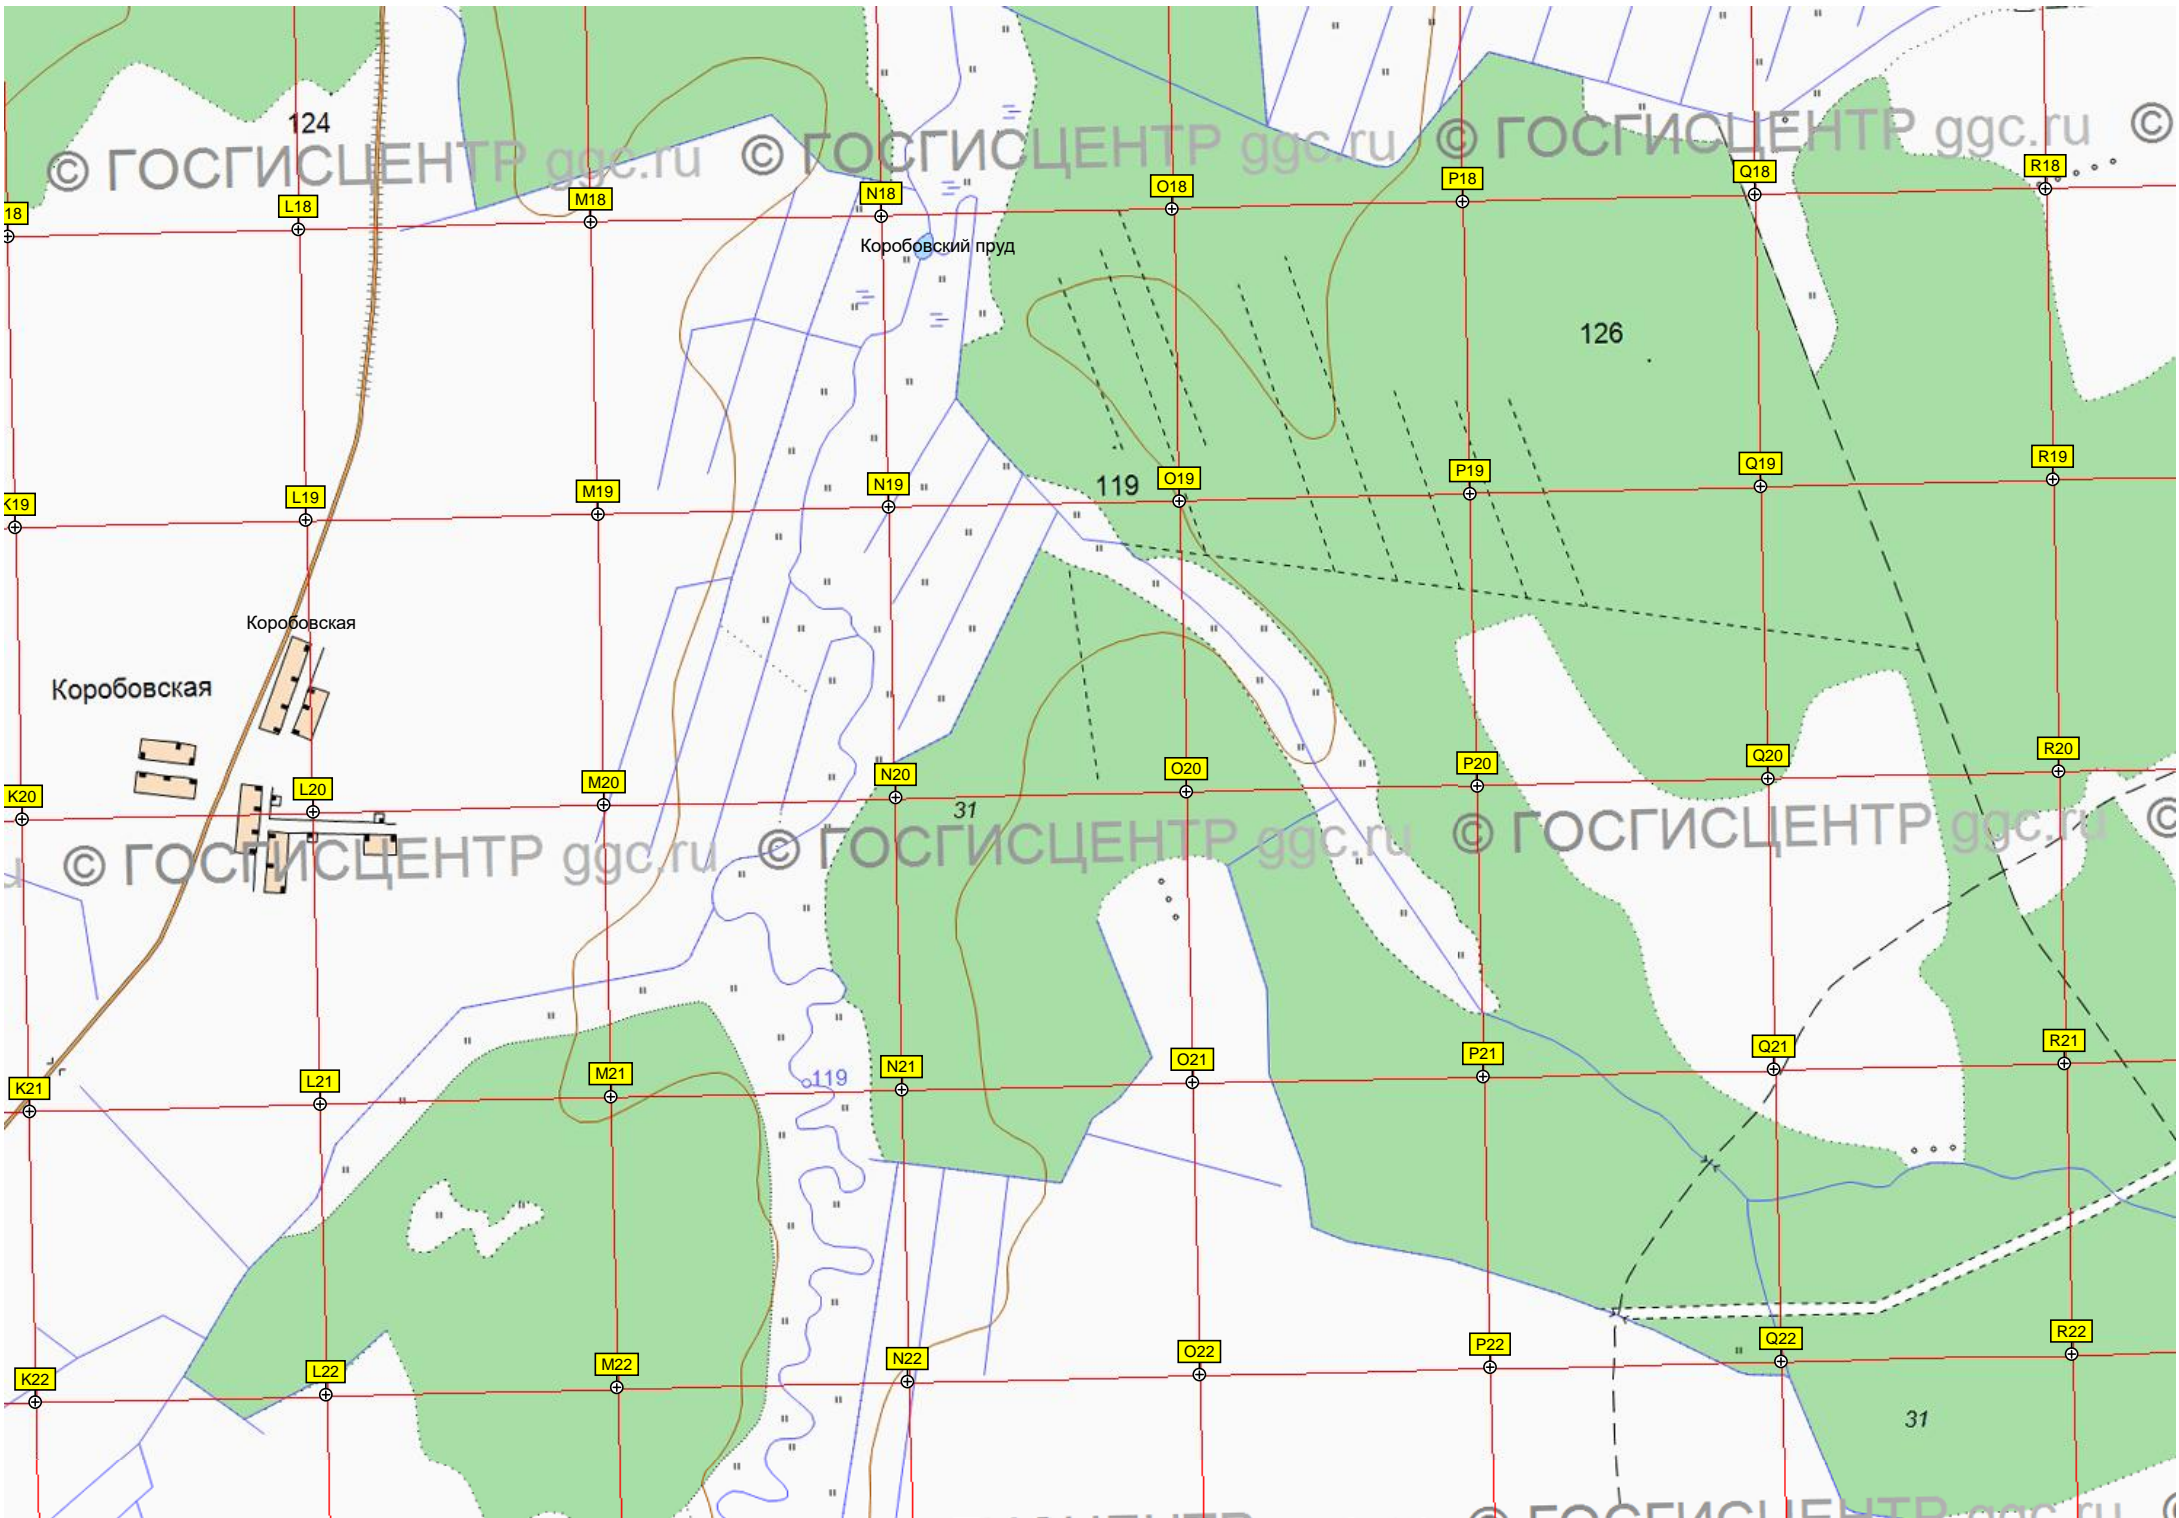 124
© ГОСГИСЦЕНТР ggc.ru © ГОСГИСЦЕНТР ggc.ru © ГОСГИСЦЕНТР ggc.ru ©
18 L18 M18 N18 O18 P18 Q18 R18
Коробовский пруд
126
119
K19 L19 M19 N19 O19 P19 Q19 R19
Коробовская
Коробовская
K20 L20 M20 N20 O20 P20 Q20 R20
31
u © ГОСГИСЦЕНТР ggc.ru © ГОСГИСЦЕНТР ggc.ru © ГОСГИСЦЕНТР ggc.ru ©
119
K21 L21 M21 N21 O21 P21 Q21 R21
K22 L22 M22 N22 O22 P22 Q22 R22
31
© ГОСГИСЦЕНТР ggc.ru